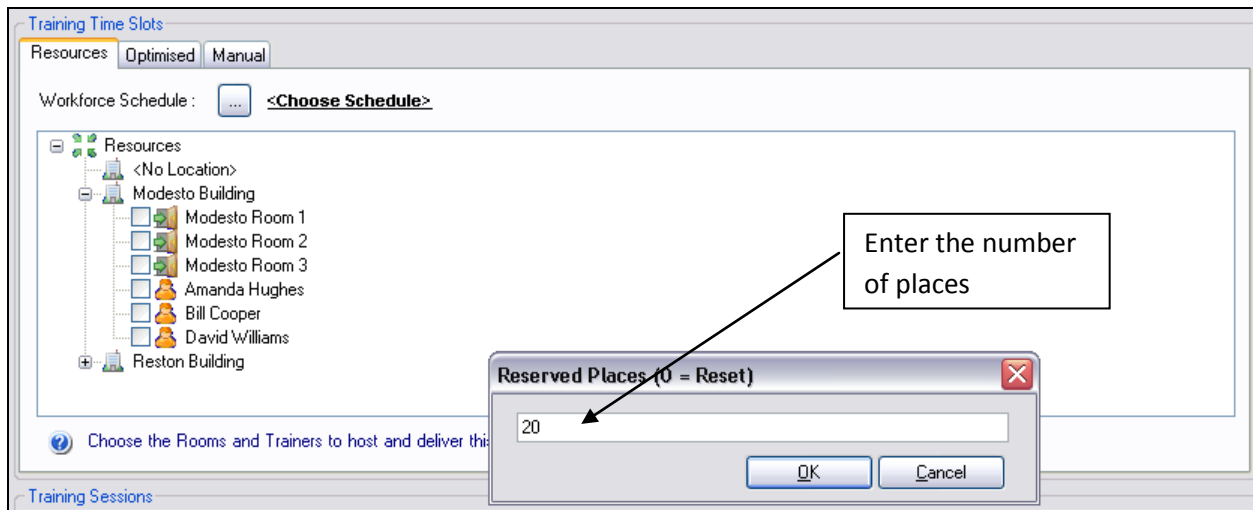 Training Time Slots
Resources Optimised Manual
Workforce Schedule : ... <Choose Schedule>
Resources
<No Location>
Modesto Building
Modesto Room 1
Modesto Room 2
Modesto Room 3
Amanda Hughes
Bill Cooper
David Williams
Reston Building
Enter the number
of places
Reserved Places (0 = Reset)
20
OK Cancel
Choose the Rooms and Trainers to host and deliver
Training Sessions